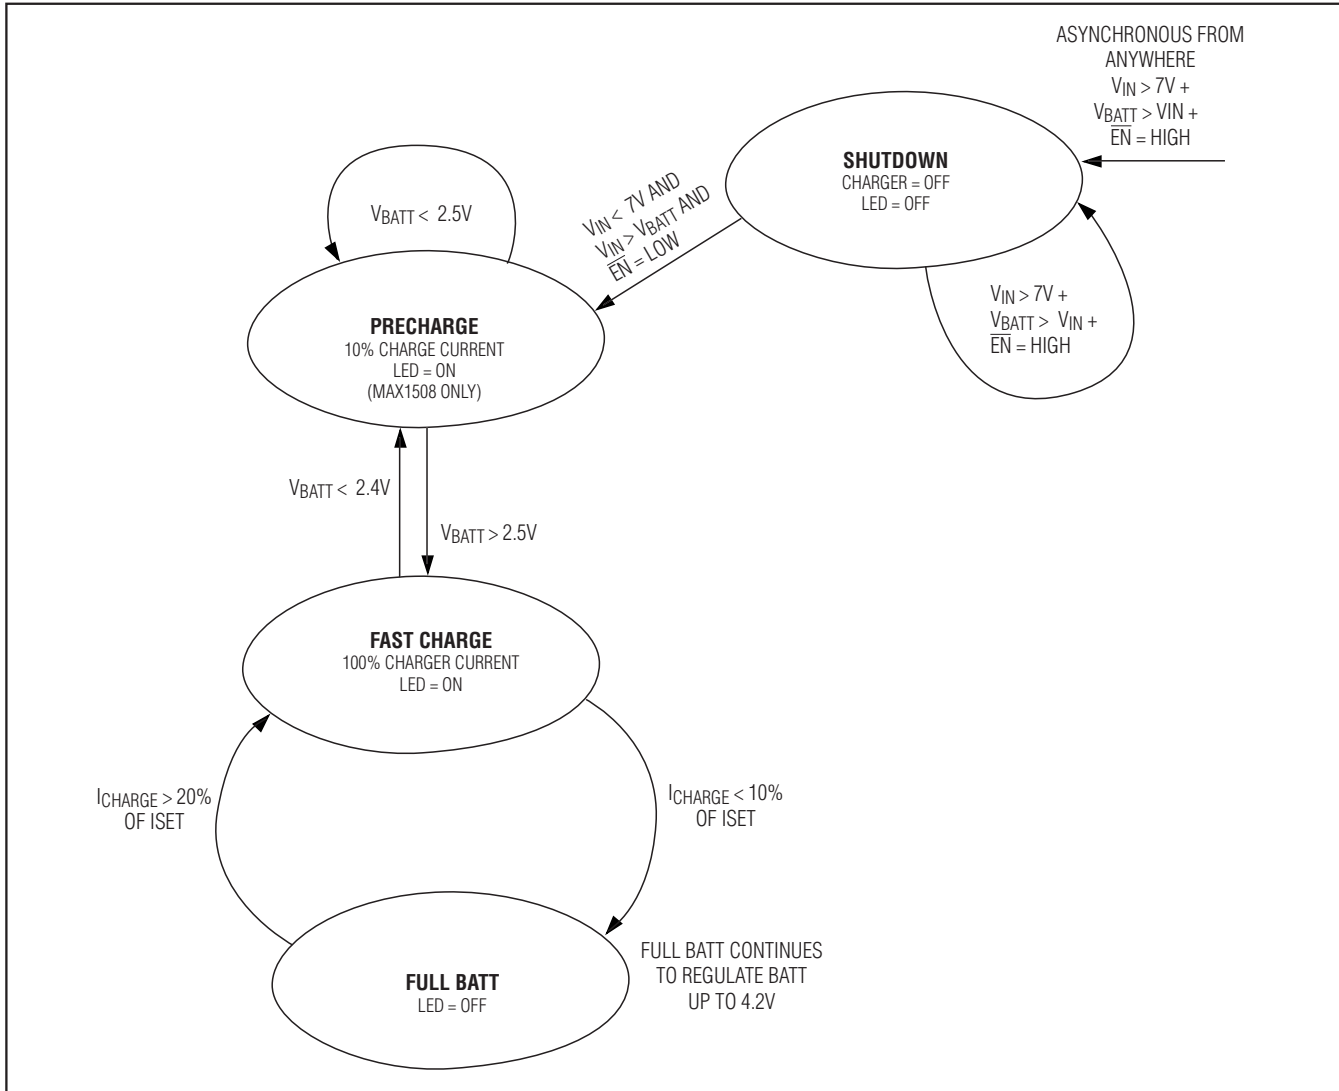 ASYNCHRONOUS FROM
ANYWHERE
VIN > 7V +
VBATT > VIN +
E̅N̅ = HIGH
SHUTDOWN
CHARGER = OFF
LED = OFF
VIN < 7V AND
VIN > VBATT AND
E̅N̅ = LOW
VIN > 7V +
VBATT > VIN +
E̅N̅ = HIGH
VBATT < 2.5V
PRECHARGE
10% CHARGE CURRENT
LED = ON
(MAX1508 ONLY)
VBATT < 2.4V
VBATT > 2.5V
FAST CHARGE
100% CHARGER CURRENT
LED = ON
ICHARGE > 20%
OF ISET
ICHARGE < 10%
OF ISET
FULL BATT
LED = OFF
FULL BATT CONTINUES
TO REGULATE BATT
UP TO 4.2V